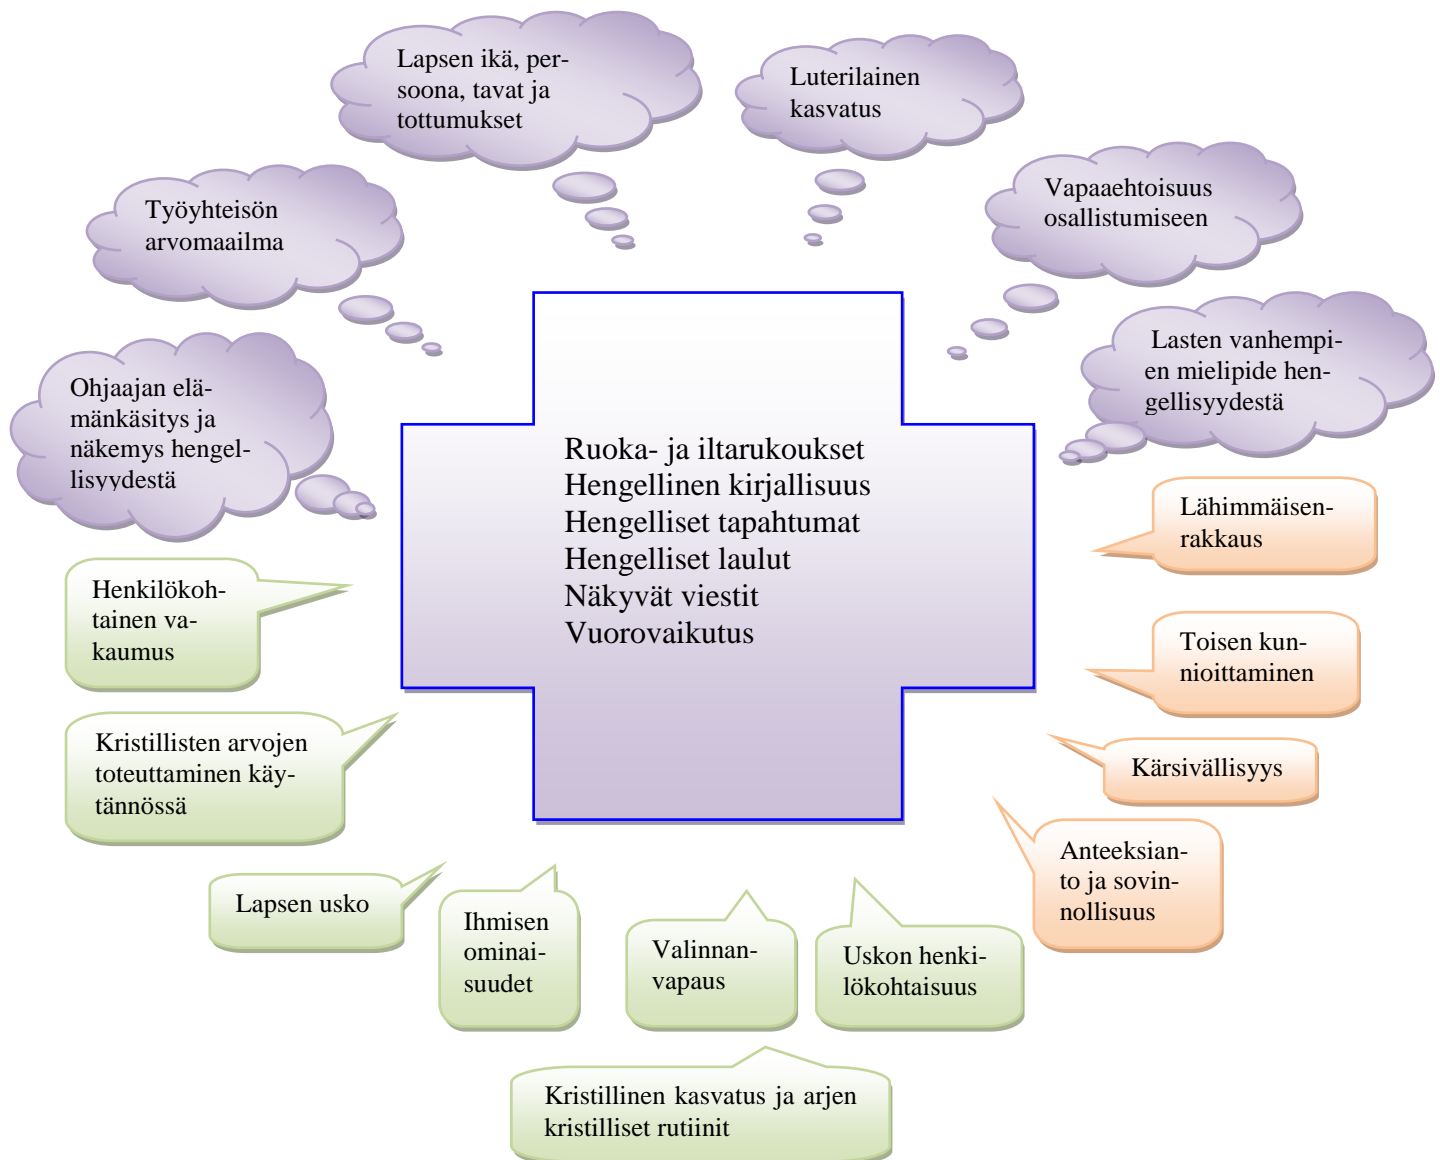 Lapsen ikä, per-
soona, tavat ja
tottumukset
Luterilainen
kasvatus
Työyhteisön
arvomaailma
Vapaaehtoisuus
osallistumiseen
Ohjaajan elä-
mänkäsitys ja
näkemys hengel-
lisyydestä
Lasten vanhempi-
en mielipide hen-
gellisyydestä
Ruoka- ja iltarukoukset
Hengellinen kirjallisuus
Hengelliset tapahtumat
Hengelliset laulut
Näkyvät viestit
Vuorovaikutus
Lähimmäisen-
rakkaus
Henkilökoh-
tainen va-
kaumus
Toisen kun-
nioittaminen
Kristillisten arvojen
toteuttaminen käy-
tännössä
Kärsivällisyys
Anteeksian-
to ja sovin-
nollisuus
Lapsen usko
Ihmisen
ominai-
suudet
Valinnan-
vapaus
Uskon henki-
lökohtaisuus
Kristillinen kasvatus ja arjen
kristilliset rutiinit